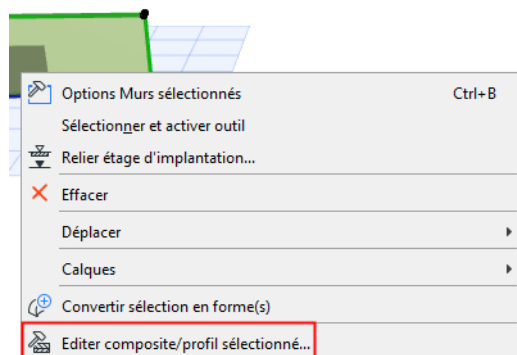 Options Murs sélectionnés Ctrl+B
Sélectionner et activer outil
Relier étage d'implantation...
Effacer
Déplacer
Calques
Convertir sélection en forme(s)
Editer composite/profil sélectionné...